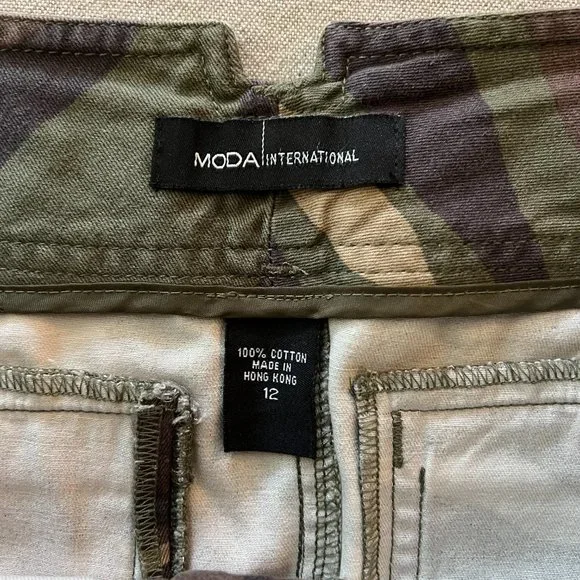 MODA INTERNATIONAL
100% COTTON
MADE IN
HONG KONG
12